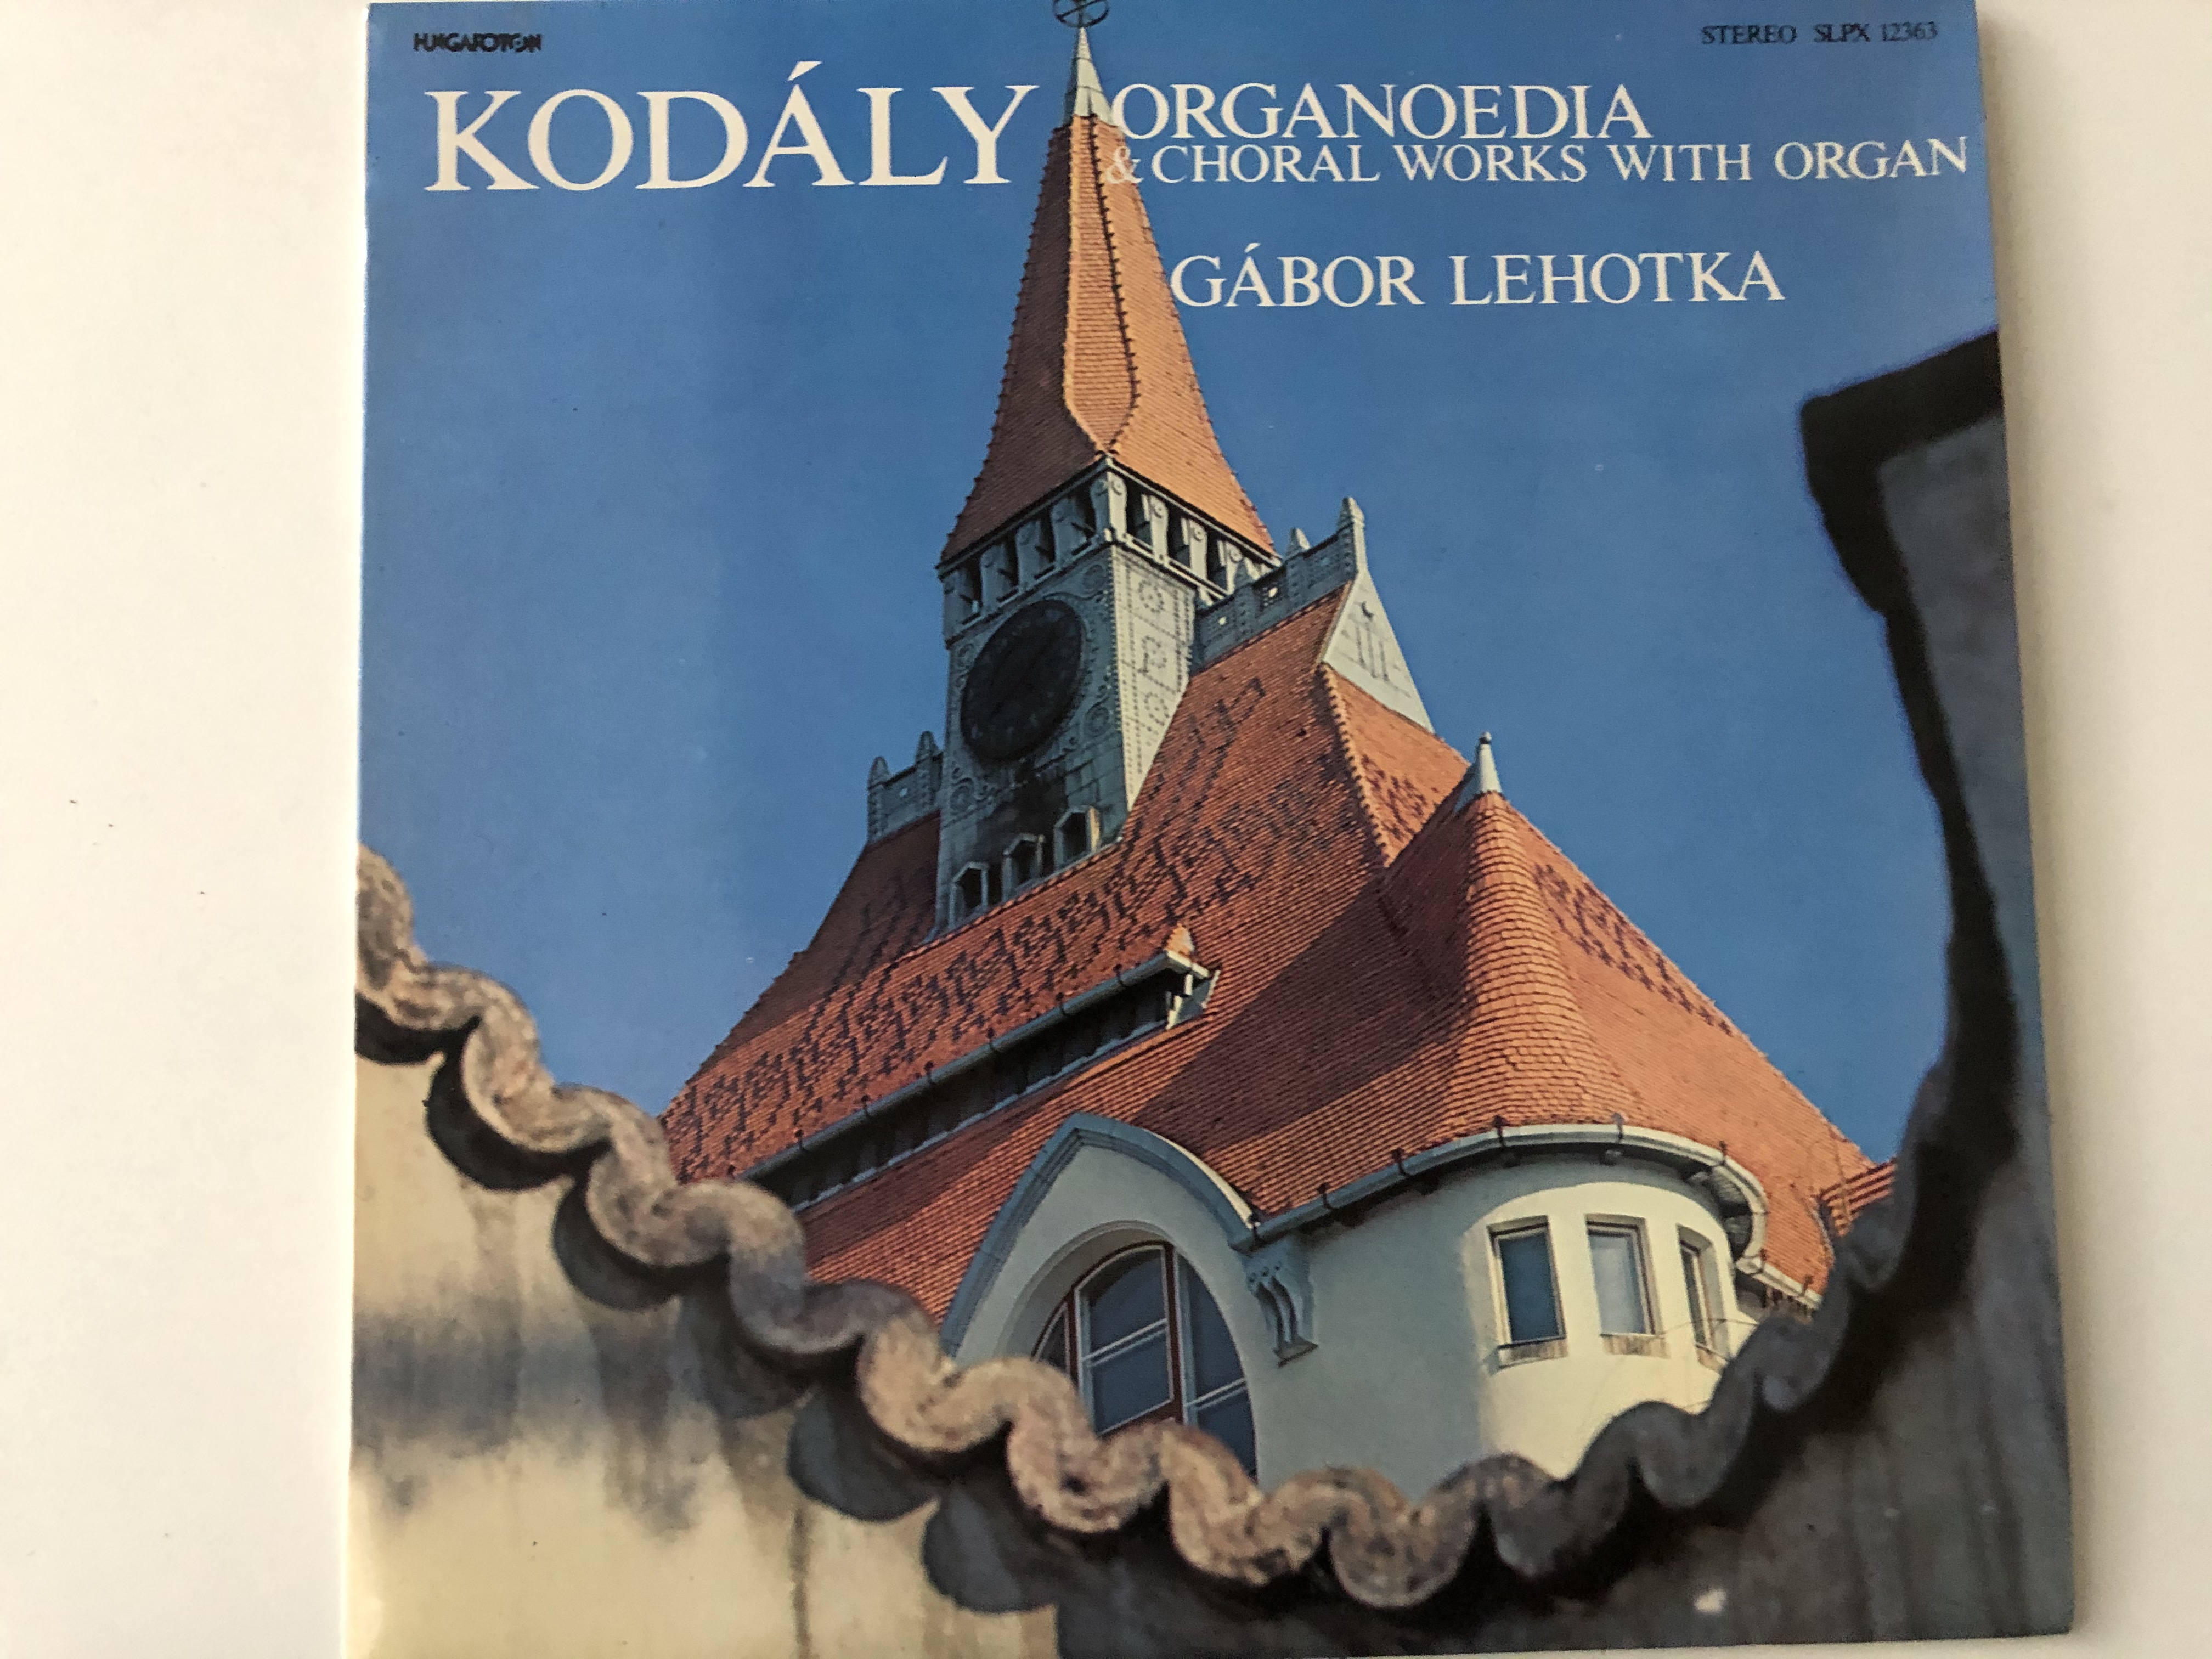 HUNGAROTON
STEREO SLPX 12363
KODÁLY
ORGANOEDIA
& CHORAL WORKS WITH ORGAN
GÁBOR LEHOTKA